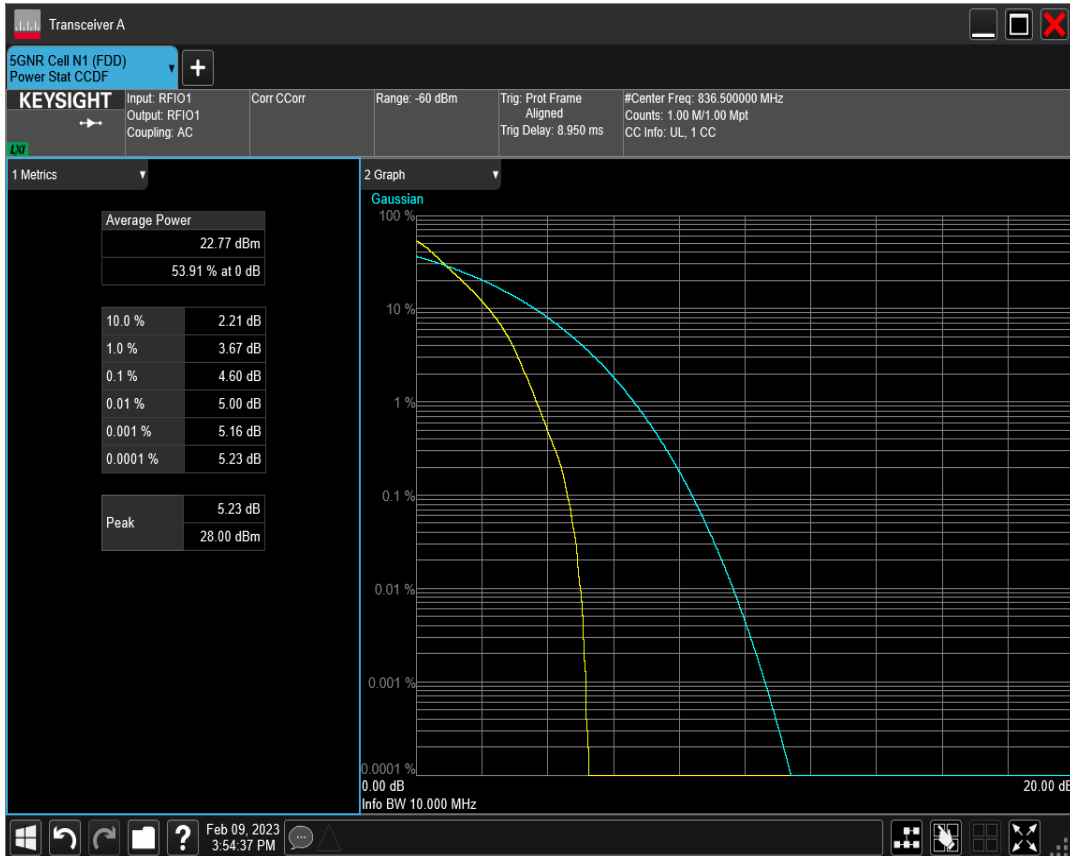 Transceiver A
5GNR Cell N1 (FDD)
Power Stat CCDF
+
KEYSIGHT
LXI
Input: RFIO1
Output: RFIO1
Coupling: AC
Corr CCorr
Range: -60 dBm
Trig: Prot Frame
Aligned
Trig Delay: 8.950 ms
#Center Freq: 836.500000 MHz
Counts: 1.00 M/1.00 Mpt
CC Info: UL, 1 CC
1 Metrics
Average Power
22.77 dBm
53.91 % at 0 dB
10.0 % 2.21 dB
1.0 % 3.67 dB
0.1 % 4.60 dB
0.01 % 5.00 dB
0.001 % 5.16 dB
0.0001 % 5.23 dB
Peak 5.23 dB
28.00 dBm
2 Graph
Gaussian
100 %
10 %
1 %
0.1 %
0.01 %
0.001 %
0.0001 %
0.00 dB 20.00 dB
Info BW 10.000 MHz
?
Feb 09, 2023
3:54:37 PM